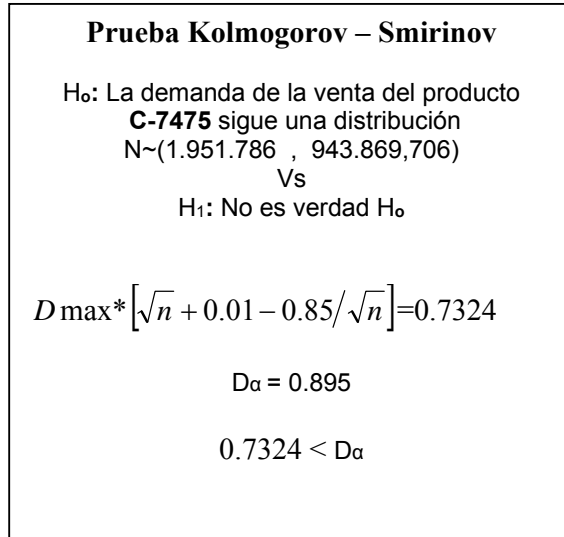 Prueba Kolmogorov – Smirinov
Hₒ: La demanda de la venta del producto
C-7475 sigue una distribución
N~(1.951.786 , 943.869,706)
Vs
H₁: No es verdad Hₒ
D max*[√n + 0.01 – 0.85/√n]=0.7324
Dα = 0.895
0.7324 < Dα